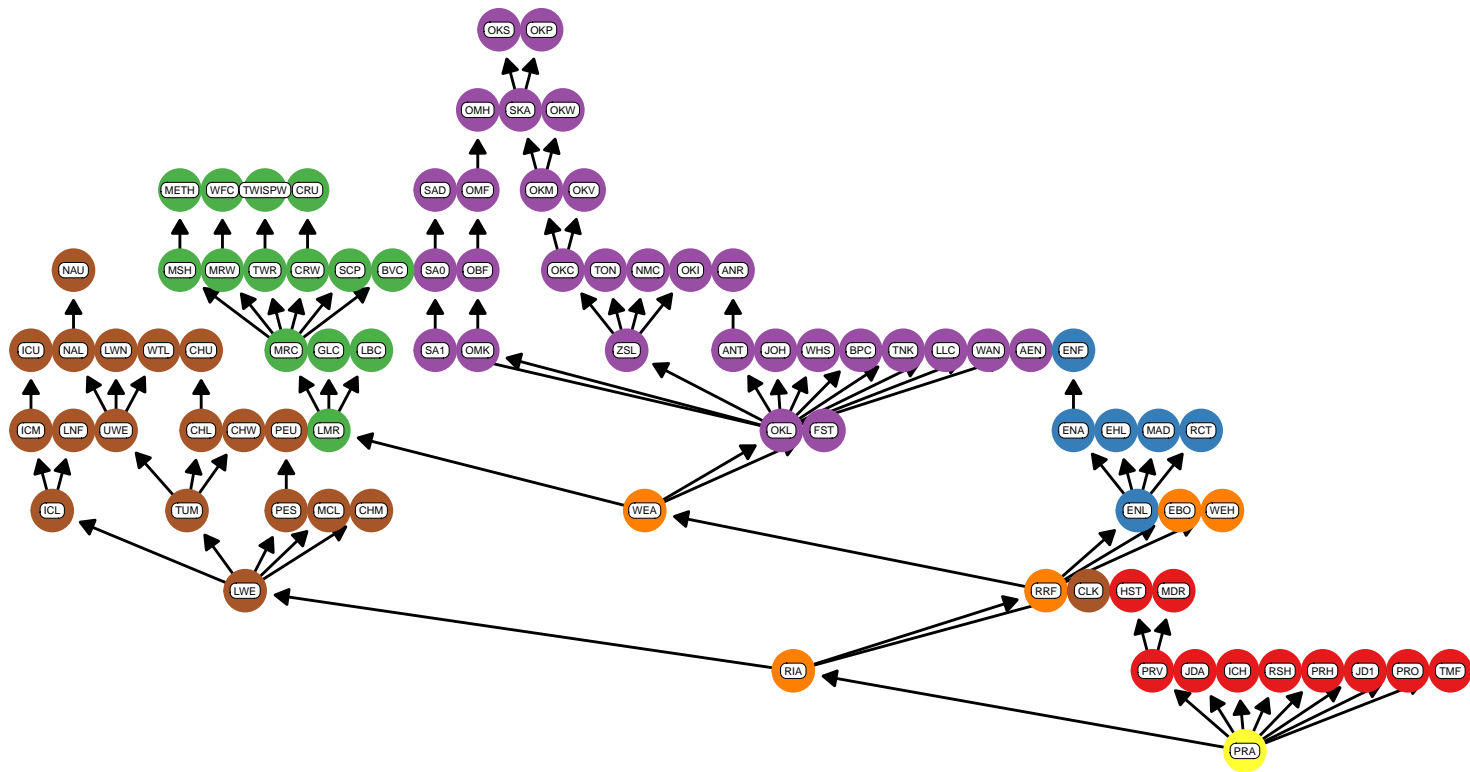 OKS OKP
OMH SKA OKW
METH WFC TWISPW CRU SAD OMF OKM OKV
NAU MSH MRW TWR CRW SCP BVC SA0 OBF OKC TON NMC OKI ANR
ICU NAL LWN WTL CHU MRC GLC LBC SA1 OMK ZSL ANT JOH WHS BPC TNK LLC WAN AEN ENF
ICM LNF UWE CHL CHW PEU LMR OKL FST ENA EHL MAD RCT
ICL TUM PES MCL CHM WEA ENL EBO WEH
LWE RRF CLK HST MDR
RIA PRV JDA ICH RSH PRH JD1 PRO TMF
PRA